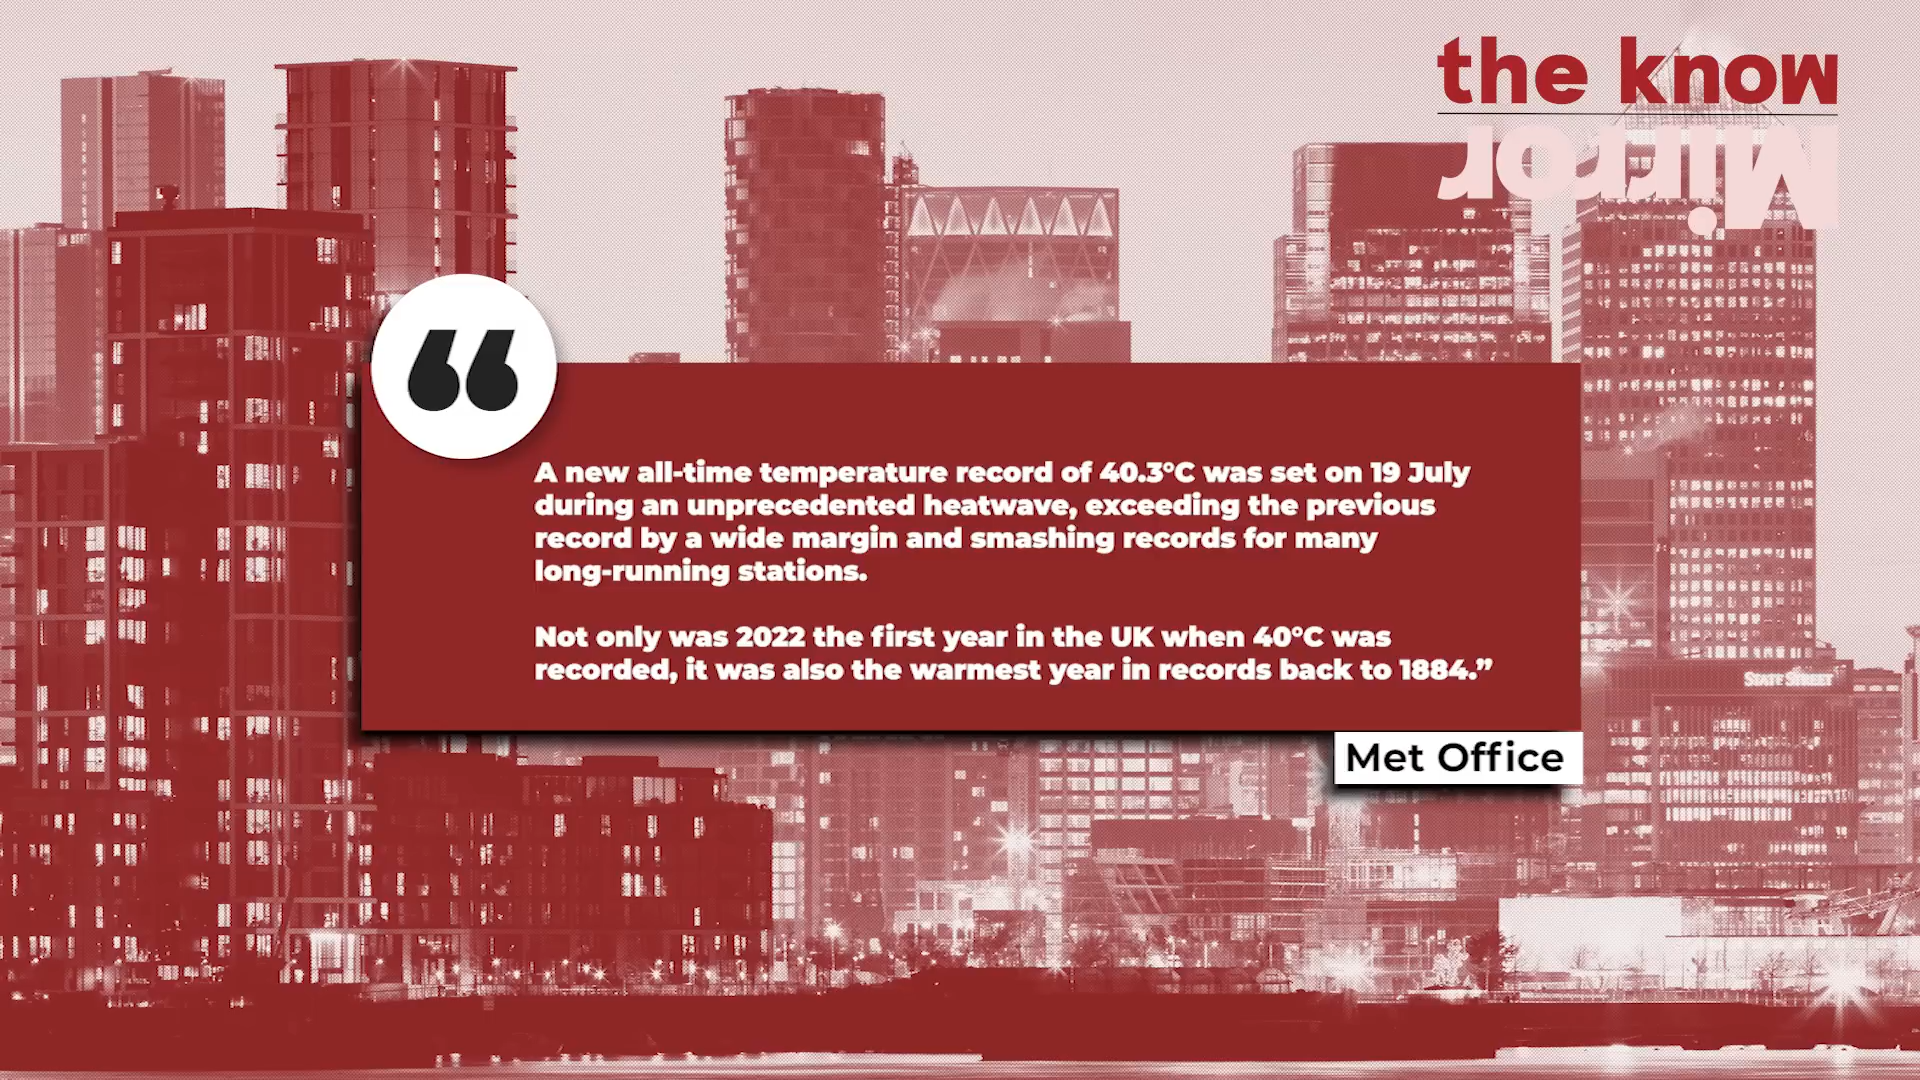 the know
Mirror
“
A new all-time temperature record of 40.3°C was set on 19 July
during an unprecedented heatwave, exceeding the previous
record by a wide margin and smashing records for many
long-running stations.
Not only was 2022 the first year in the UK when 40°C was
recorded, it was also the warmest year in records back to 1884.”
STATE STREET
Met Office